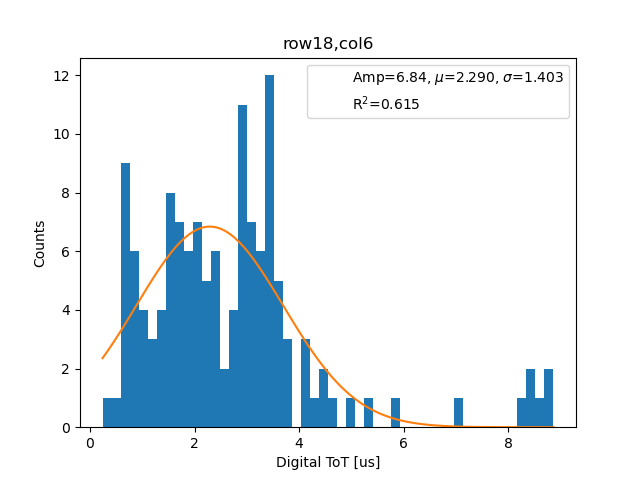 row18,col6
Amp=6.84, μ=2.290, σ=1.403
R²=0.615
12
10
8
6
4
2
0
Counts
0 2 4 6 8
Digital ToT [us]